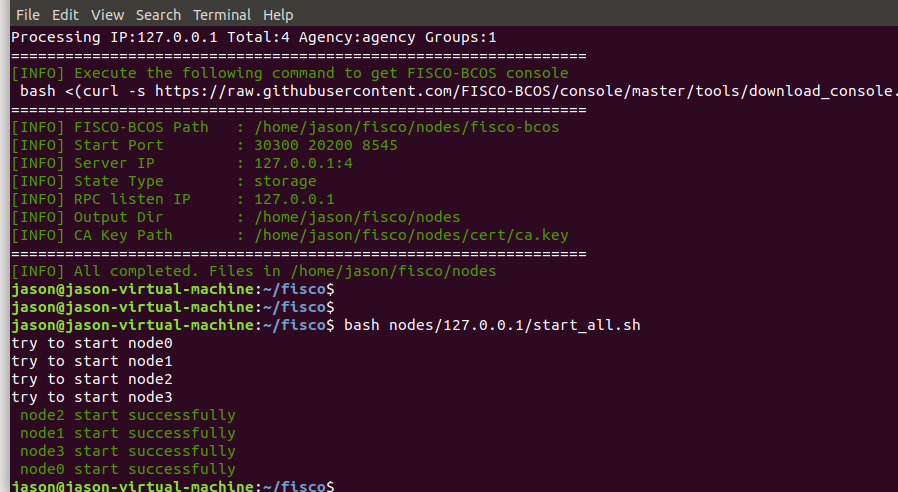 File Edit View Search Terminal Help
Processing IP:127.0.0.1 Total:4 Agency:agency Groups:1
================================================================
[INFO] Execute the following command to get FISCO-BCOS console
 bash <(curl -s https://raw.githubusercontent.com/FISCO-BCOS/console/master/tools/download_console.
================================================================
[INFO] FISCO-BCOS Path   : /home/jason/fisco/nodes/fisco-bcos
[INFO] Start Port        : 30300 20200 8545
[INFO] Server IP         : 127.0.0.1:4
[INFO] State Type        : storage
[INFO] RPC listen IP     : 127.0.0.1
[INFO] Output Dir        : /home/jason/fisco/nodes
[INFO] CA Key Path       : /home/jason/fisco/nodes/cert/ca.key
================================================================
[INFO] All completed. Files in /home/jason/fisco/nodes
jason@jason-virtual-machine:~/fisco$
jason@jason-virtual-machine:~/fisco$
jason@jason-virtual-machine:~/fisco$ bash nodes/127.0.0.1/start_all.sh
try to start node0
try to start node1
try to start node2
try to start node3
 node2 start successfully
 node1 start successfully
 node3 start successfully
 node0 start successfully
jason@jason-virtual-machine:~/fisco$